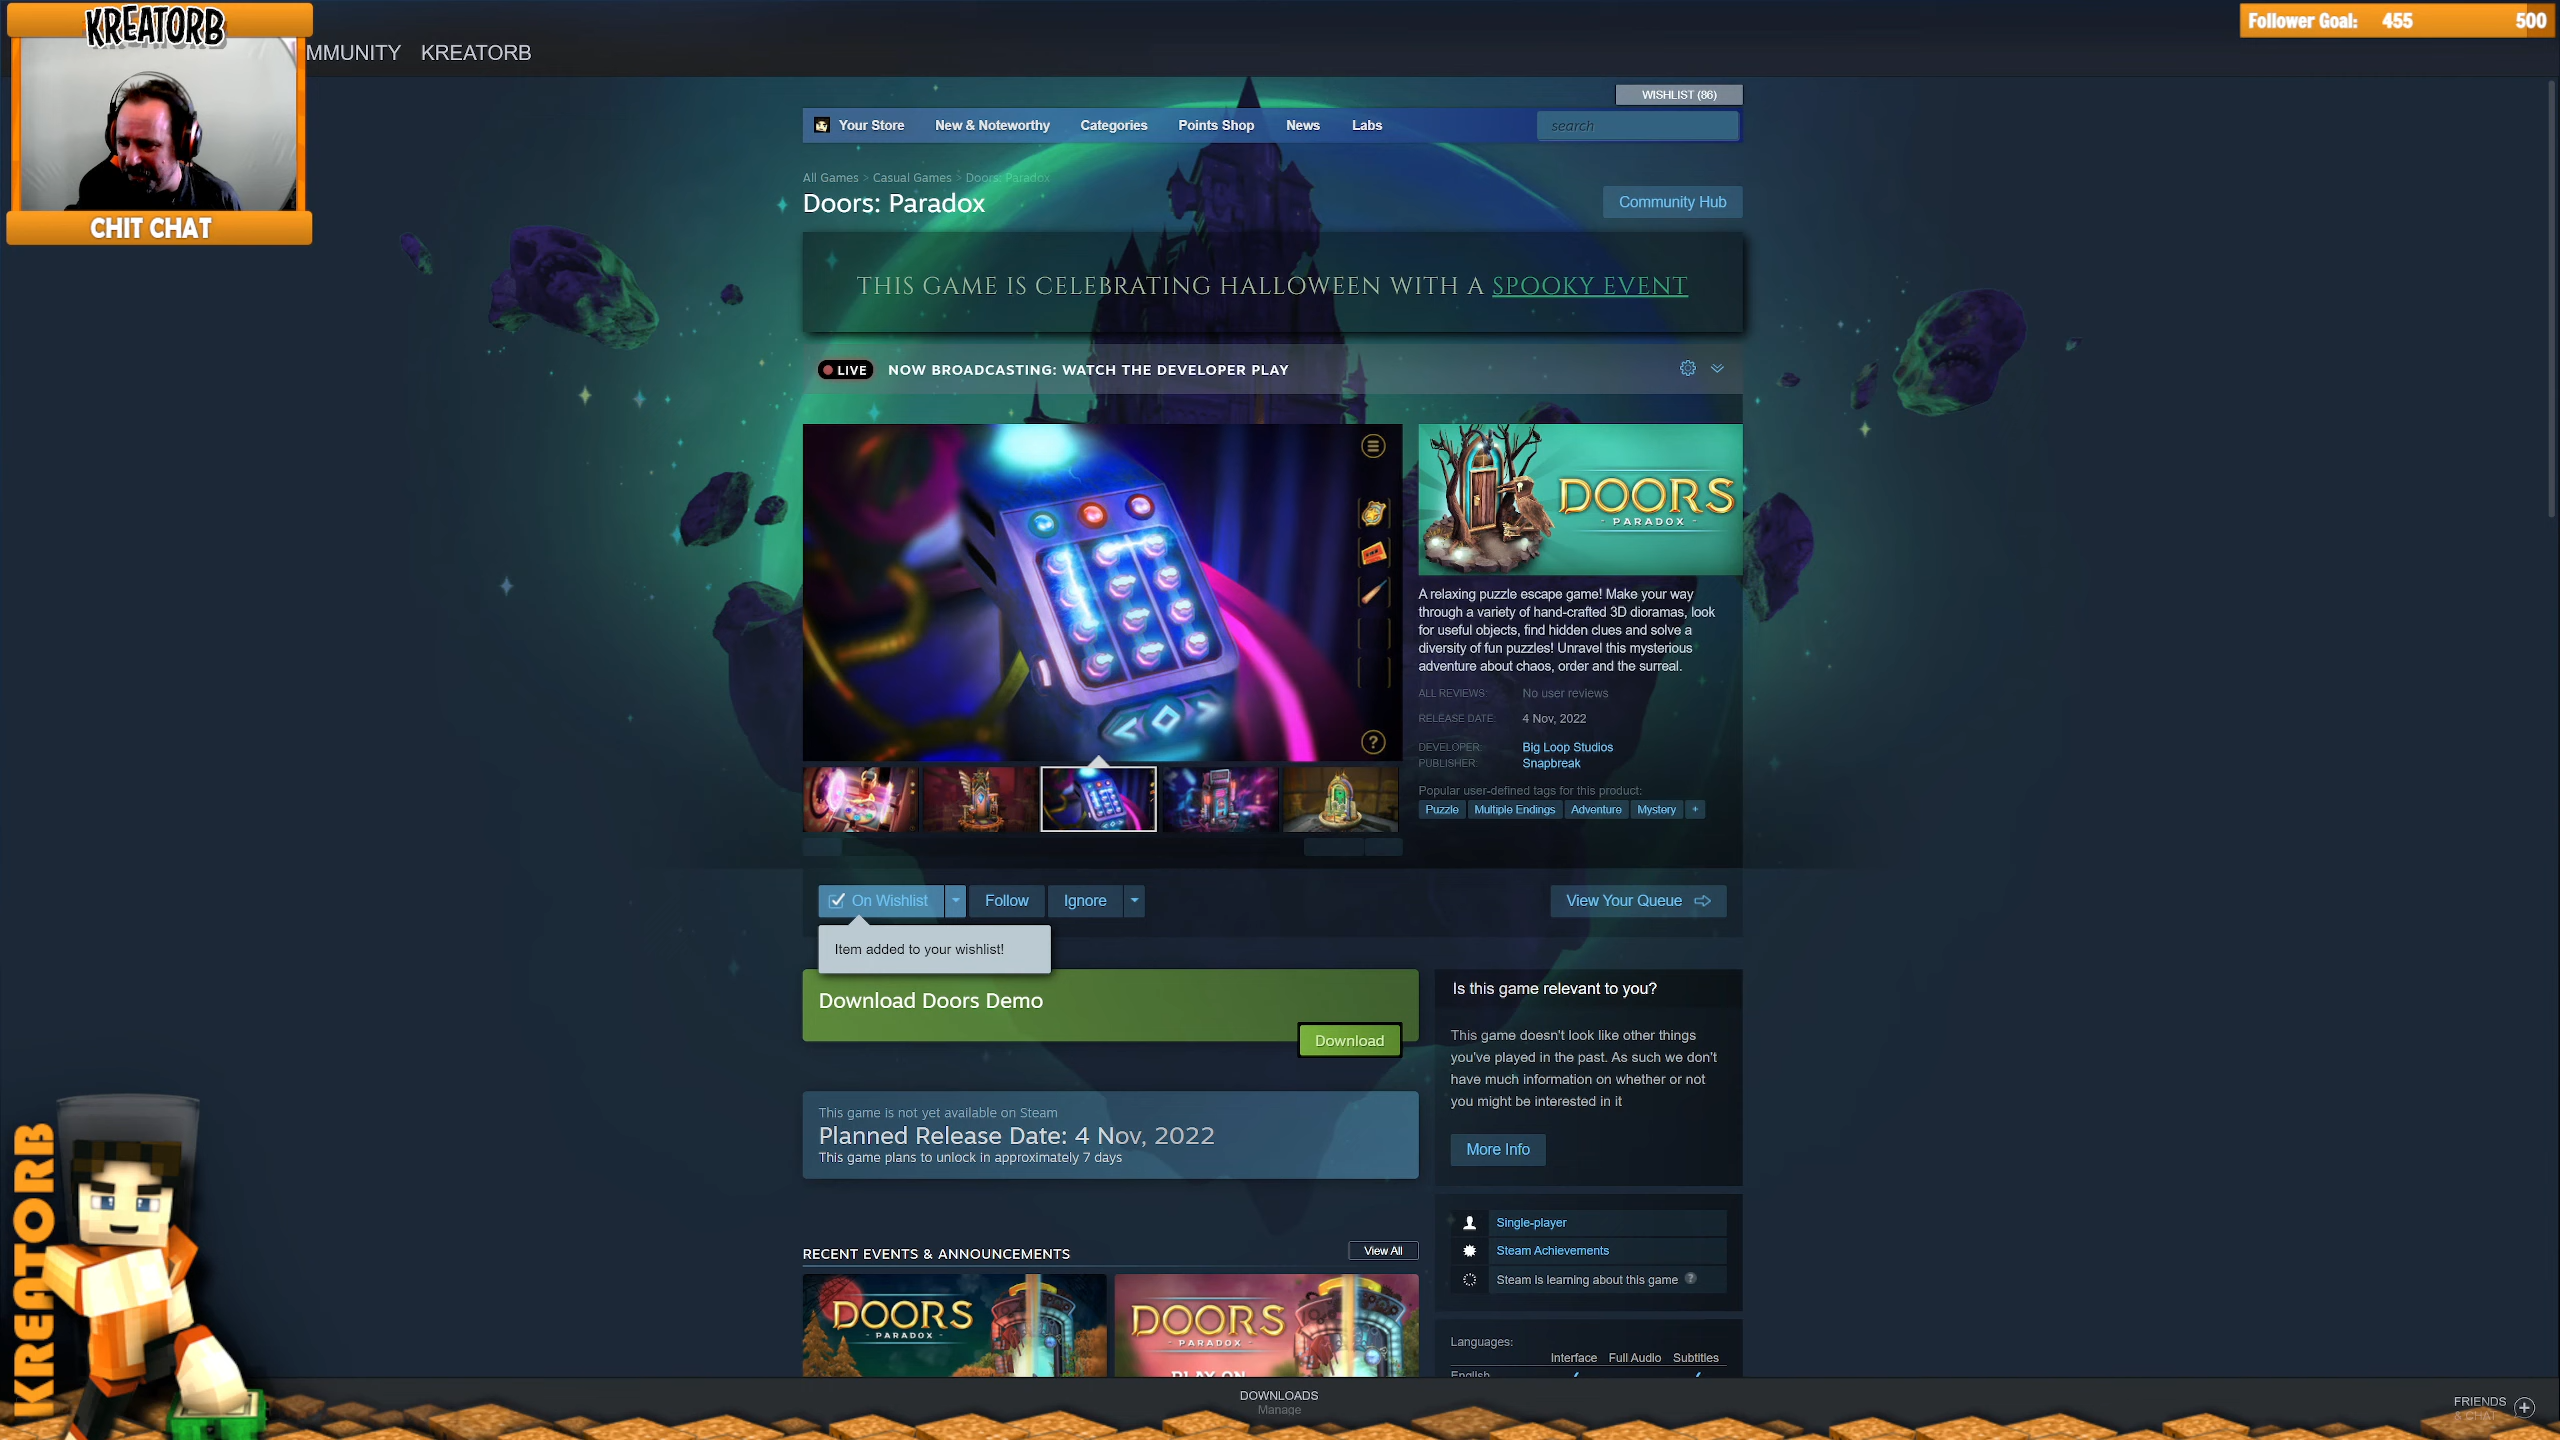 KREATORB
MMUNITY KREATORB
Follower Goal: 455 500
CHIT CHAT
WISHLIST (86)
Your Store New & Noteworthy Categories Points Shop News Labs search
All Games > Casual Games > Doors: Paradox
Doors: Paradox
Community Hub
THIS GAME IS CELEBRATING HALLOWEEN WITH A SPOOKY EVENT
LIVE NOW BROADCASTING: WATCH THE DEVELOPER PLAY
DOORS
- PARADOX -
A relaxing puzzle escape game! Make your way
through a variety of hand-crafted 3D dioramas, look
for useful objects, find hidden clues and solve a
diversity of fun puzzles! Unravel this mysterious
adventure about chaos, order and the surreal.
ALL REVIEWS: No user reviews
RELEASE DATE: 4 Nov, 2022
DEVELOPER: Big Loop Studios
PUBLISHER: Snapbreak
Popular user-defined tags for this product:
Puzzle Multiple Endings Adventure Mystery +
?
On Wishlist Follow Ignore View Your Queue
Item added to your wishlist!
Download Doors Demo
Download
This game is not yet available on Steam
Planned Release Date: 4 Nov, 2022
This game plans to unlock in approximately 7 days
RECENT EVENTS & ANNOUNCEMENTS View All
DOORS
- PARADOX -
DOORS
- PARADOX -
PLAY ON
Is this game relevant to you?
This game doesn't look like other things
you've played in the past. As such we don't
have much information on whether or not
you might be interested in it
More Info
Single-player
Steam Achievements
Steam is learning about this game ?
Languages:
Interface Full Audio Subtitles
English
KREATORB
DOWNLOADS
Manage
FRIENDS
& CHAT